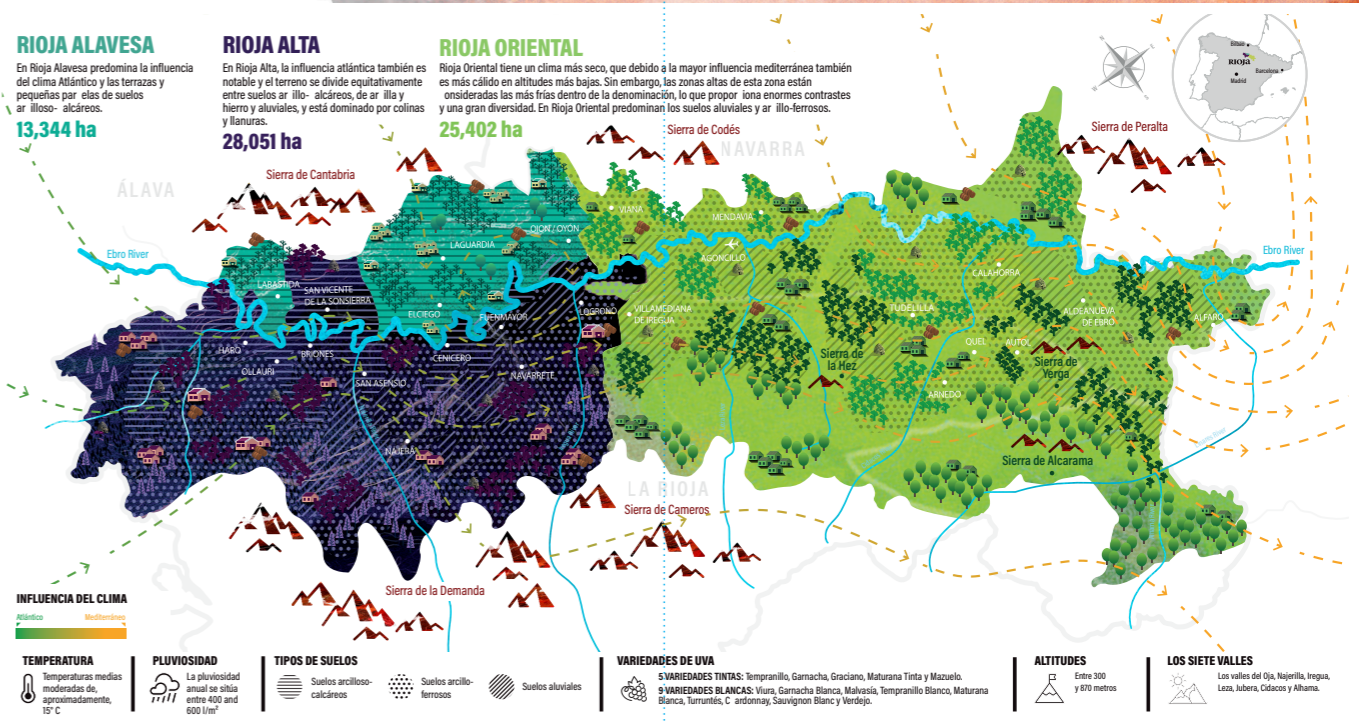 RIOJA ALAVESA
En Rioja Alavesa predomina la influencia
del clima Atlántico y las terrazas y
pequeñas par elas de suelos
ar illoso- alcáreos.
13,344 ha
RIOJA ALTA
En Rioja Alta, la influencia atlántica también es
notable y el terreno se divide equitativamente
entre suelos ar illo- alcáreos, de ar illa y
hierro y aluviales, y está dominado por colinas
y llanuras.
28,051 ha
RIOJA ORIENTAL
Rioja Oriental tiene un clima más seco, que debido a la mayor influencia mediterránea también
es más cálido en altitudes más bajas. Sin embargo, las zonas altas de esta zona están
onsideradas las más frías dentro de la denominación, lo que propor iona enormes contrastes
y una gran diversidad. En Rioja Oriental predominan los suelos aluviales y ar illo-ferrosos.
25,402 ha
Bilbao
RIOJA
Madrid
Barcelona
Sierra de Codés
NAVARRA
Sierra de Peralta
Sierra de Cantabria
ÁLAVA
Ebro River
LABASTIDA
SAN VICENTE
DE LA SONSIERRA
LAGUARDIA
OION / OYÓN
VIANA
MENDAVIA
AGONCILLO
ELCIEGO
FUENMAYOR
LOGROÑO
VILLAMEDIANA
DE IREGUA
CALAHORRA
TUDELILLA
ALDEANUEVA
DE EBRO
ALFARO
Ebro River
HARO
OLLAURI
BRIONES
CENICERO
SAN ASENSIO
NAVARRETE
NÁJERA
QUEL
AUTOL
ARNEDO
Sierra de
la Hez
Sierra de
Yerga
Sierra de Alcarama
LA RIOJA
Sierra de Cameros
Sierra de la Demanda
INFLUENCIA DEL CLIMA
Atlántico
Mediterráneo
TEMPERATURA
Temperaturas medias
moderadas de,
aproximadamente,
15° C
PLUVIOSIDAD
La pluviosidad
anual se sitúa
entre 400 and
600 l/m²
TIPOS DE SUELOS
Suelos arcilloso-
calcáreos
Suelos arcillo-
ferrosos
Suelos aluviales
VARIEDADES DE UVA
5 VARIEDADES TINTAS: Tempranillo, Garnacha, Graciano, Maturana Tinta y Mazuelo.
9 VARIEDADES BLANCAS: Viura, Garnacha Blanca, Malvasía, Tempranillo Blanco, Maturana
Blanca, Turruntés, C ardonnay, Sauvignon Blanc y Verdejo.
ALTITUDES
Entre 300
y 870 metros
LOS SIETE VALLES
Los valles del Oja, Najerilla, Iregua,
Leza, Jubera, Cidacos y Alhama.